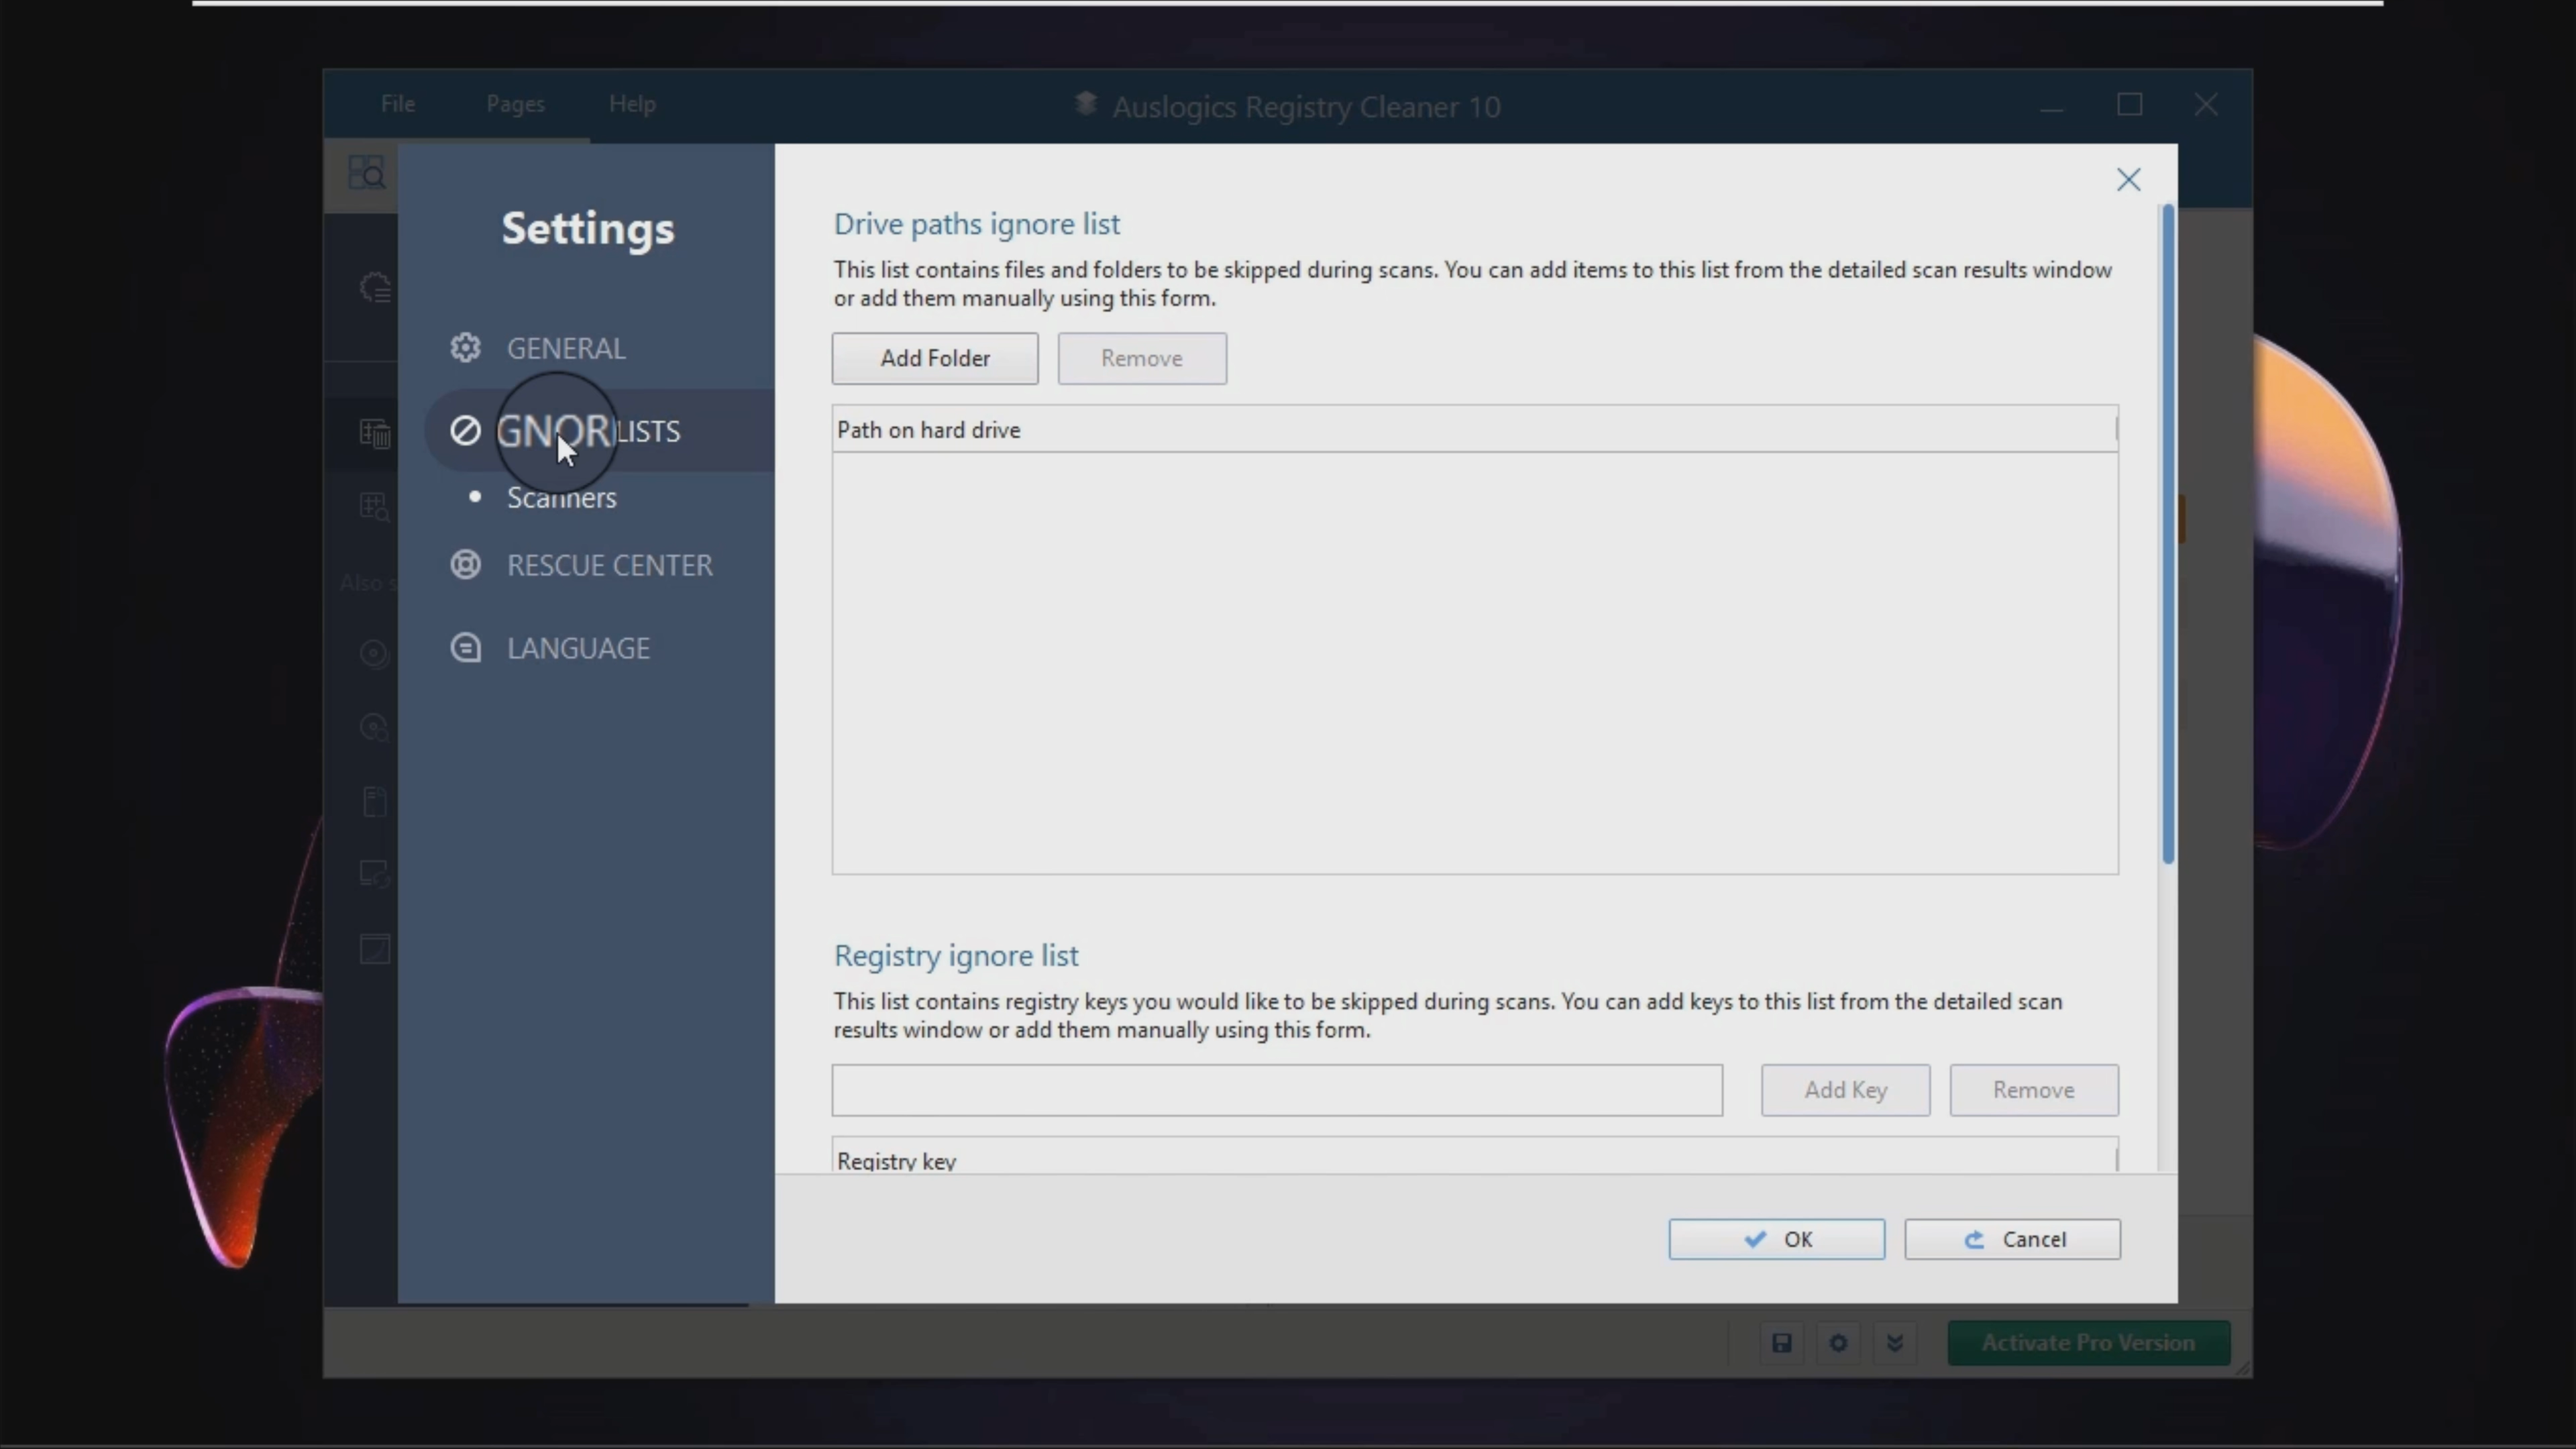 File Pages Help
Auslogics Registry Cleaner 10
Settings
GENERAL
GNOR LISTS
Scanners
RESCUE CENTER
LANGUAGE
Also s
Drive paths ignore list
This list contains files and folders to be skipped during scans. You can add items to this list from the detailed scan results window
or add them manually using this form.
Add Folder Remove
Path on hard drive
Registry ignore list
This list contains registry keys you would like to be skipped during scans. You can add keys to this list from the detailed scan
results window or add them manually using this form.
Add Key Remove
Registry key
OK Cancel
Activate Pro Version